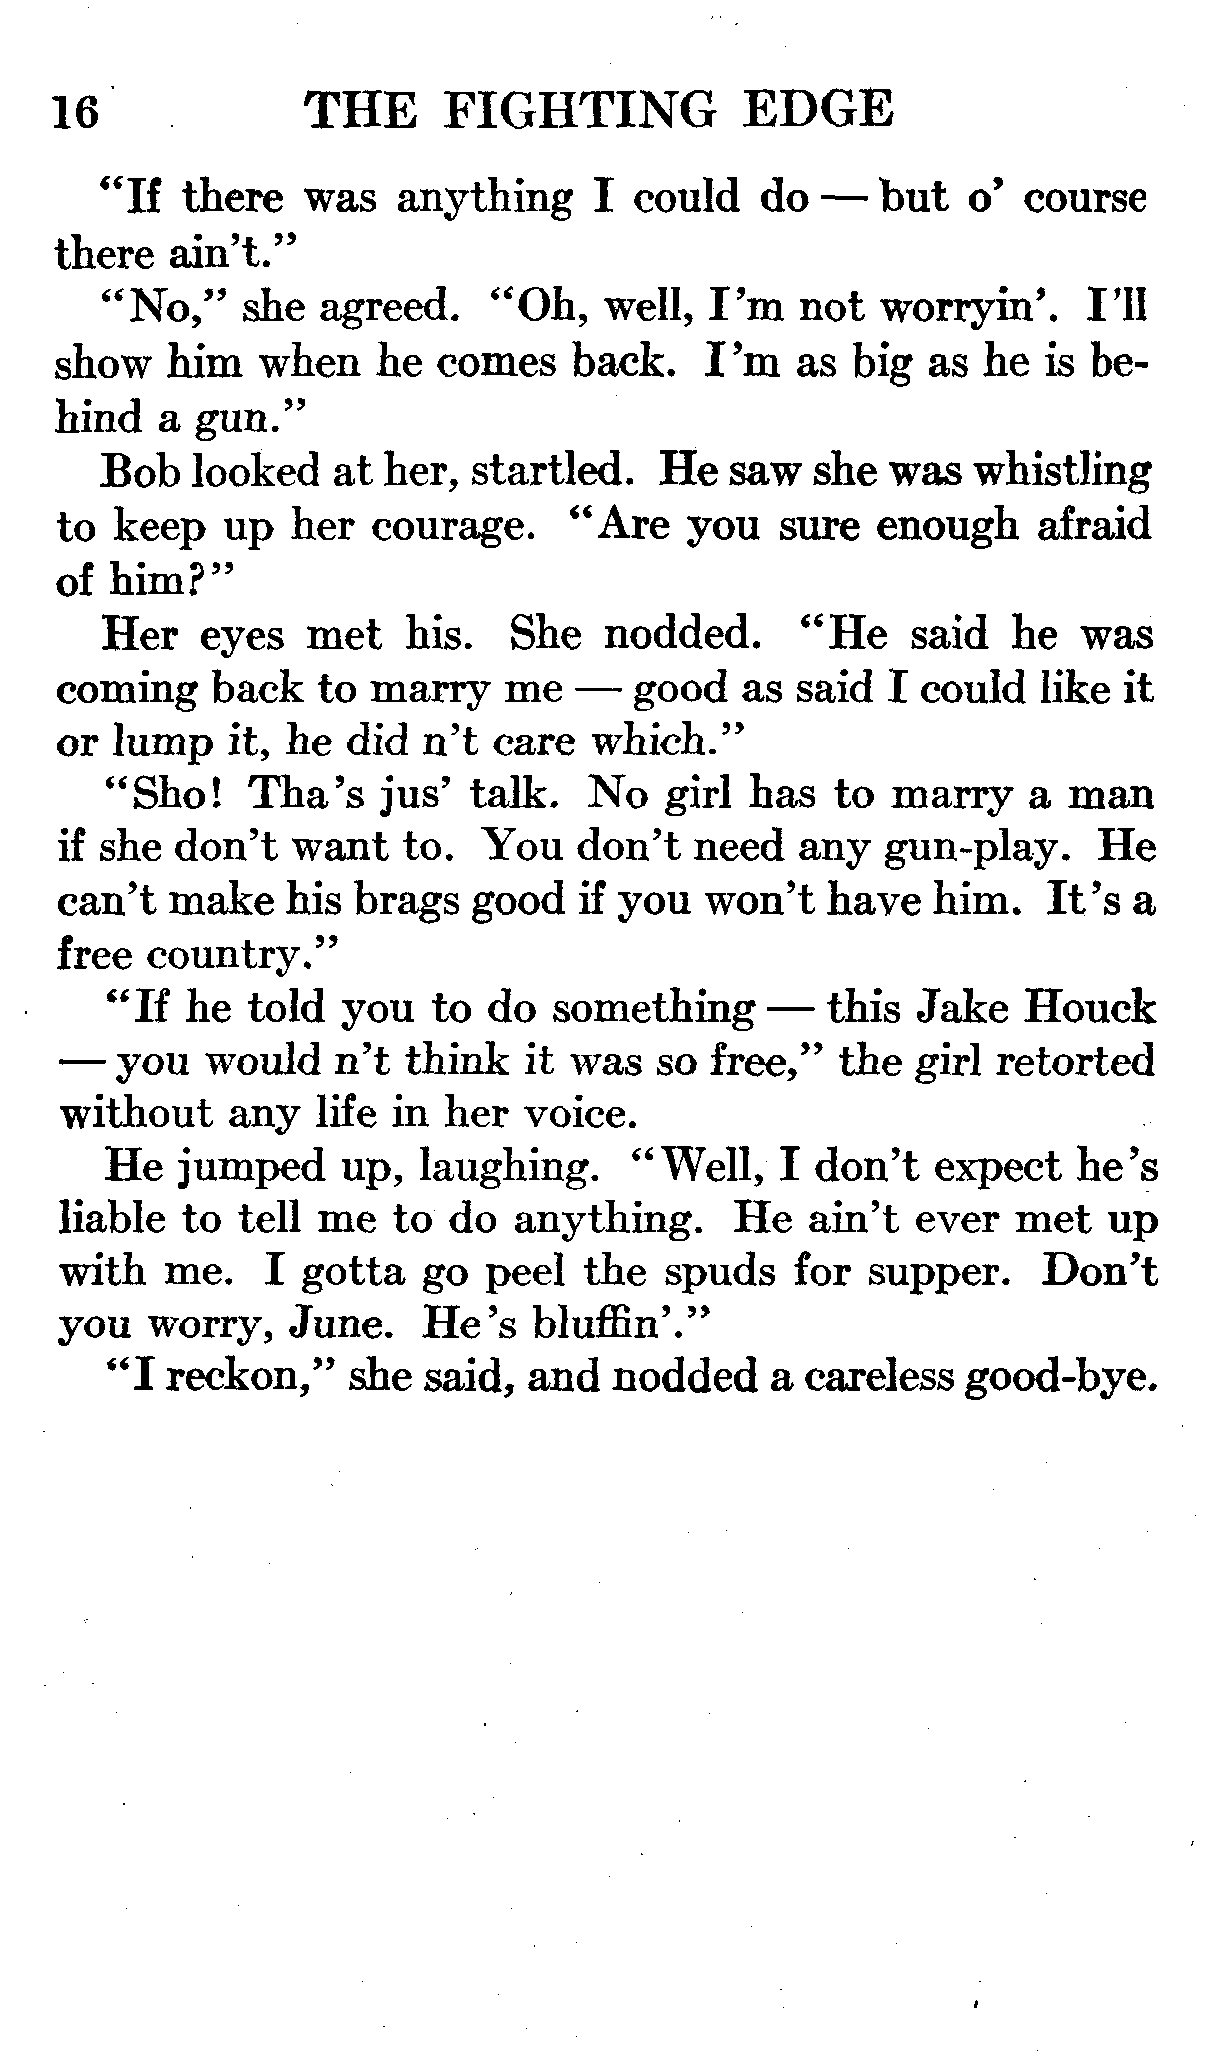 16 THE FIGHTING EDGE
“If there was anything I could do — but o’ course
there ain’t.”
“No,” she agreed. “Oh, well, I’m not worryin’. I’ll
show him when he comes back. I’m as big as he is be-
hind a gun.”
Bob looked at her, startled. He saw she was whistling
to keep up her courage. “Are you sure enough afraid
of him?”
Her eyes met his. She nodded. “He said he was
coming back to marry me — good as said I could like it
or lump it, he did n’t care which.”
“Sho! Tha’s jus’ talk. No girl has to marry a man
if she don’t want to. You don’t need any gun-play. He
can’t make his brags good if you won’t have him. It’s a
free country.”
“If he told you to do something — this Jake Houck
— you would n’t think it was so free,” the girl retorted
without any life in her voice.
He jumped up, laughing. “Well, I don’t expect he’s
liable to tell me to do anything. He ain’t ever met up
with me. I gotta go peel the spuds for supper. Don’t
you worry, June. He’s bluffin’.”
“I reckon,” she said, and nodded a careless good-bye.